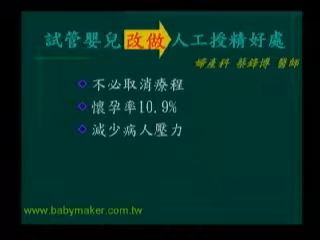 試管嬰兒 改做 人工授精好處
婦產科 蔡鋒博 醫師
不必取消療程
懷孕率10.9%
減少病人壓力
www.babymaker.com.tw